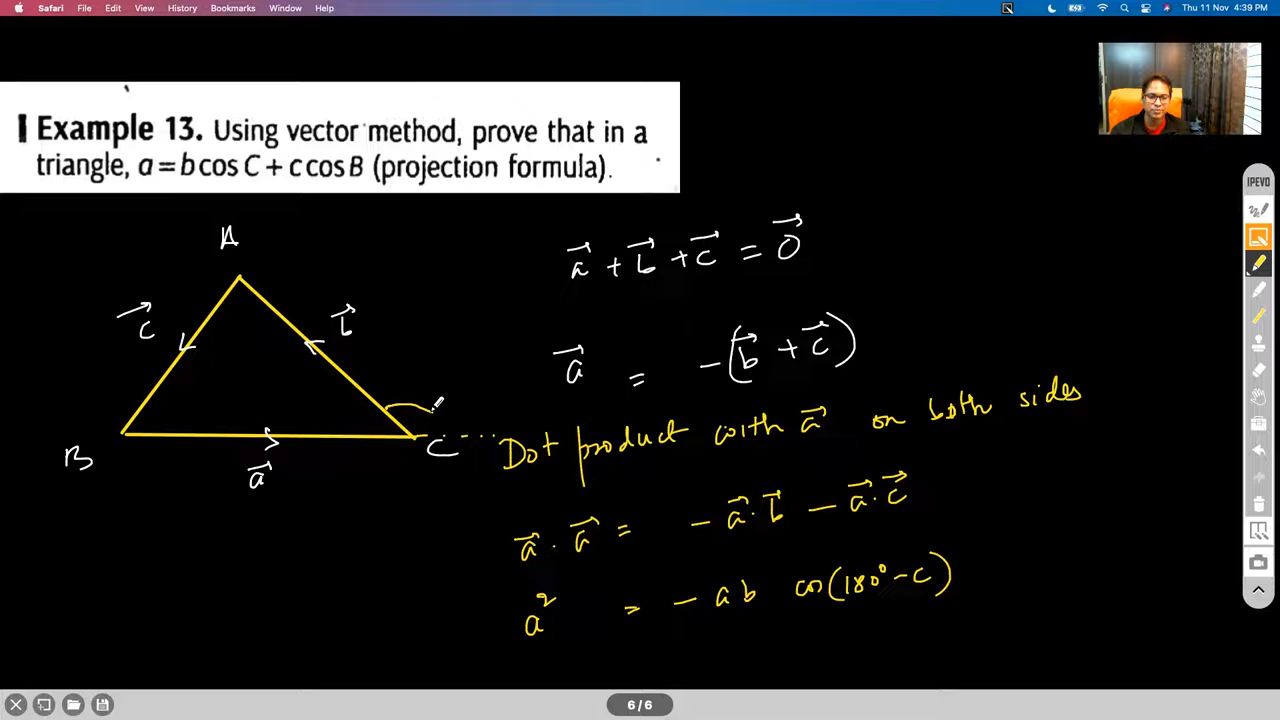 Safari File Edit View History Bookmarks Window Help Thu 11 Nov 4:39 PM
Example 13. Using vector method, prove that in a
triangle, a = b cos C + c cos B (projection formula).
IPEVO
A
a⃗ + b⃗ + c⃗ = 0⃗
c⃗ b⃗
a⃗ = -(b⃗ + c⃗)
Dot product with a⃗ on both sides
B C
a⃗
a⃗ · a⃗ = - a⃗ · b⃗ - a⃗ · c⃗
a² = - ab cos(180° - C)
6 / 6